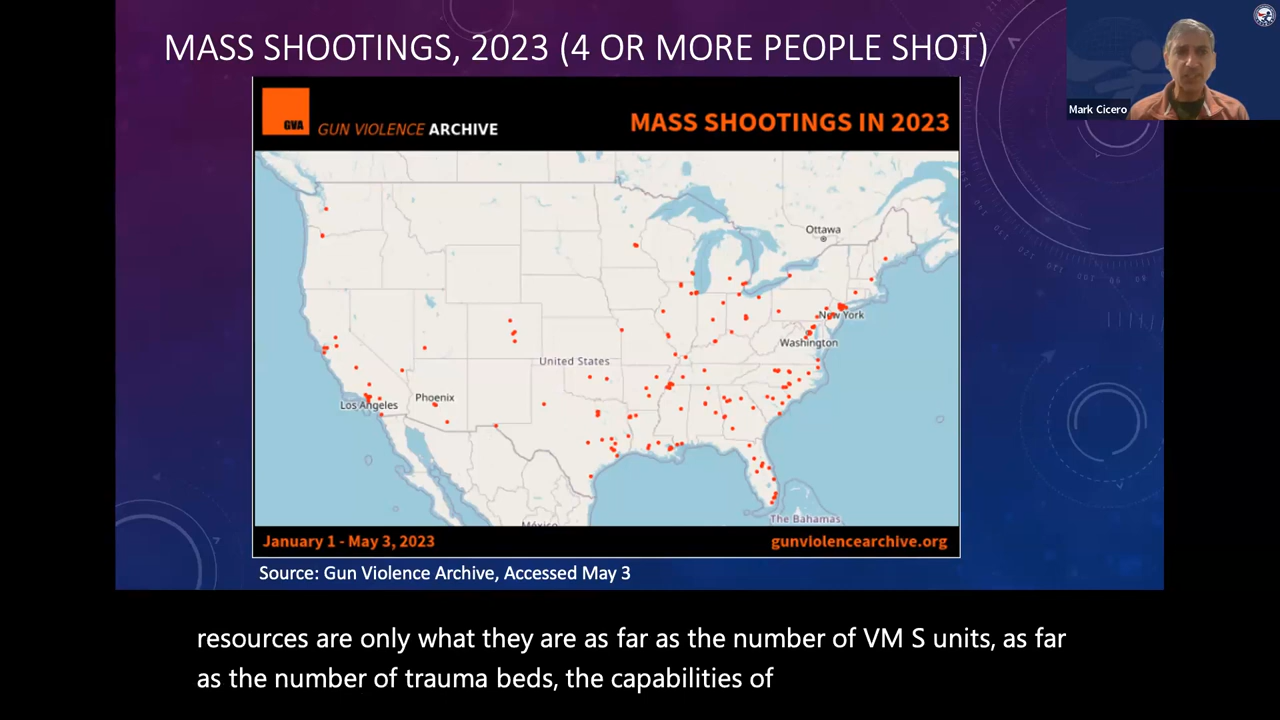 MASS SHOOTINGS, 2023 (4 OR MORE PEOPLE SHOT)
Mark Cicero
GVA
GUN VIOLENCE ARCHIVE
MASS SHOOTINGS IN 2023
Ottawa
New York
Washington
United States
Phoenix
Los Angeles
The Bahamas
México
January 1 - May 3, 2023
gunviolencearchive.org
Source: Gun Violence Archive, Accessed May 3
resources are only what they are as far as the number of VM S units, as far
as the number of trauma beds, the capabilities of